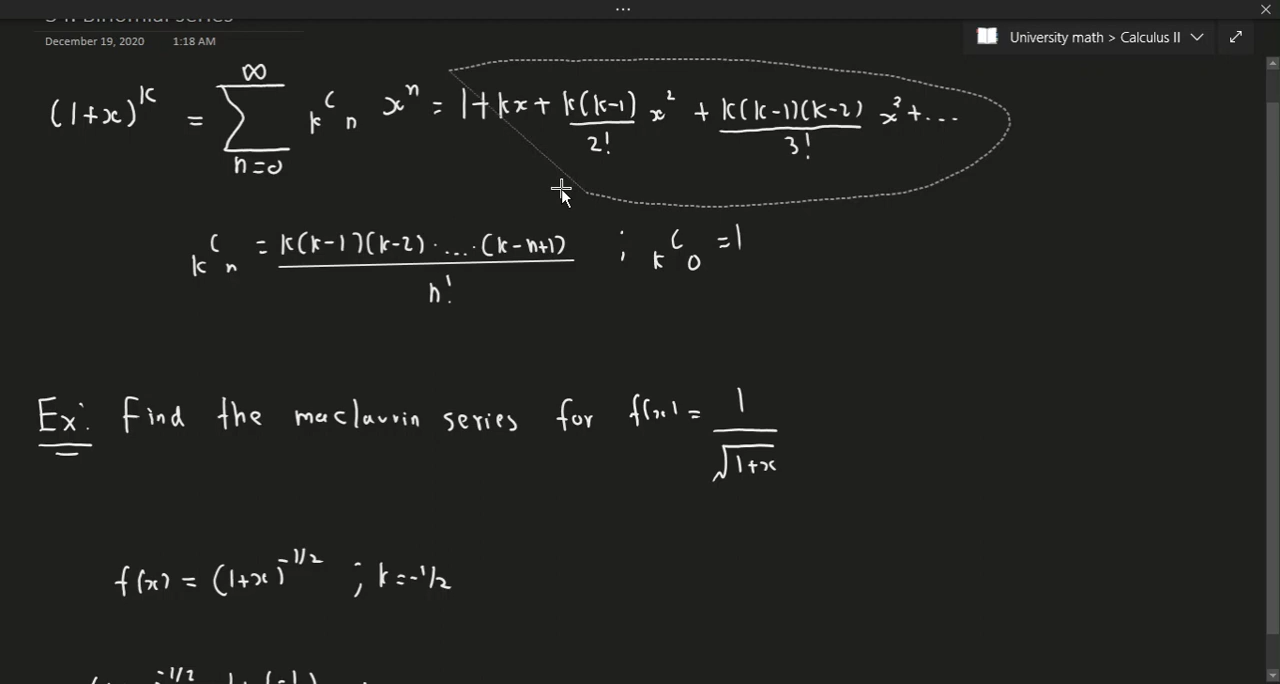 December 19, 2020 1:18 AM
University math > Calculus II
(1+x)^k = ∑_{n=0}^{∞} kCn x^n = 1+kx+ k(k-1)/2! x^2 + k(k-1)(k-2)/3! x^3+...
kCn = k(k-1)(k-2)·....·(k-n+1)/n! ; kC0 =1
Ex: Find the maclaurin series for f(x) = 1/√(1+x)
f(x) = (1+x)^{-1/2} ; k=-1/2